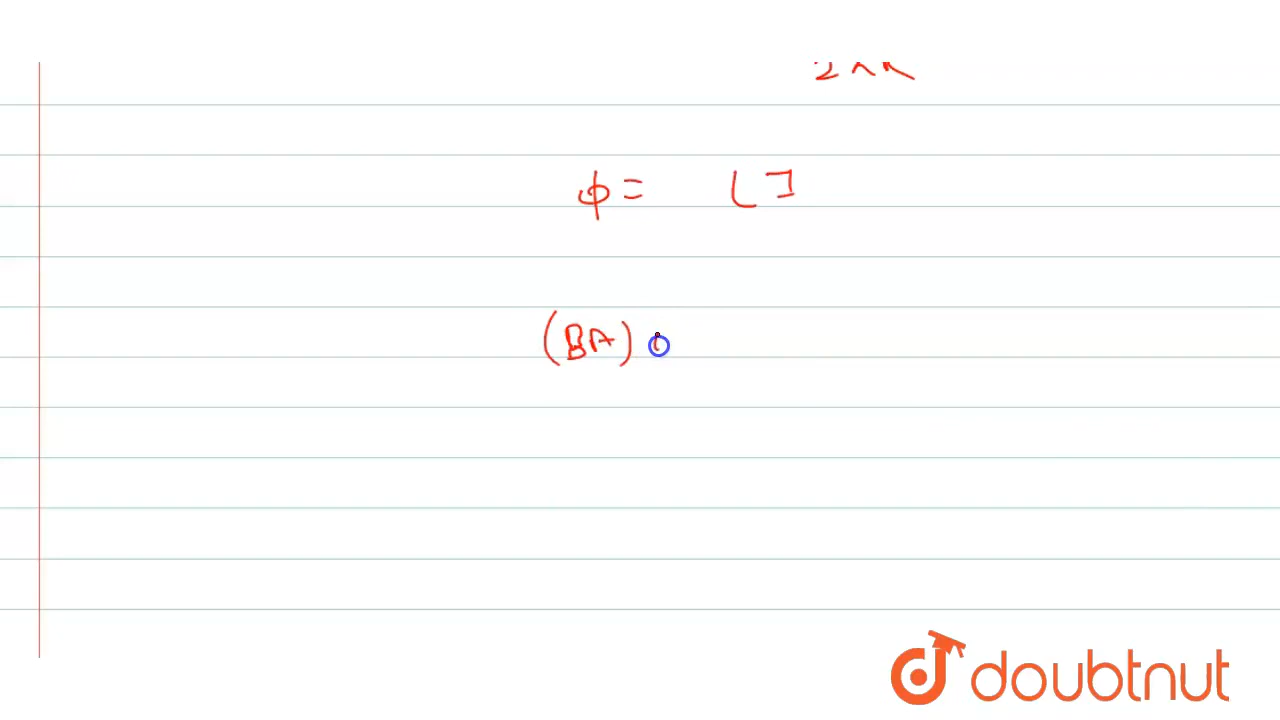 ϕ = LI
(BA)
doubtnut